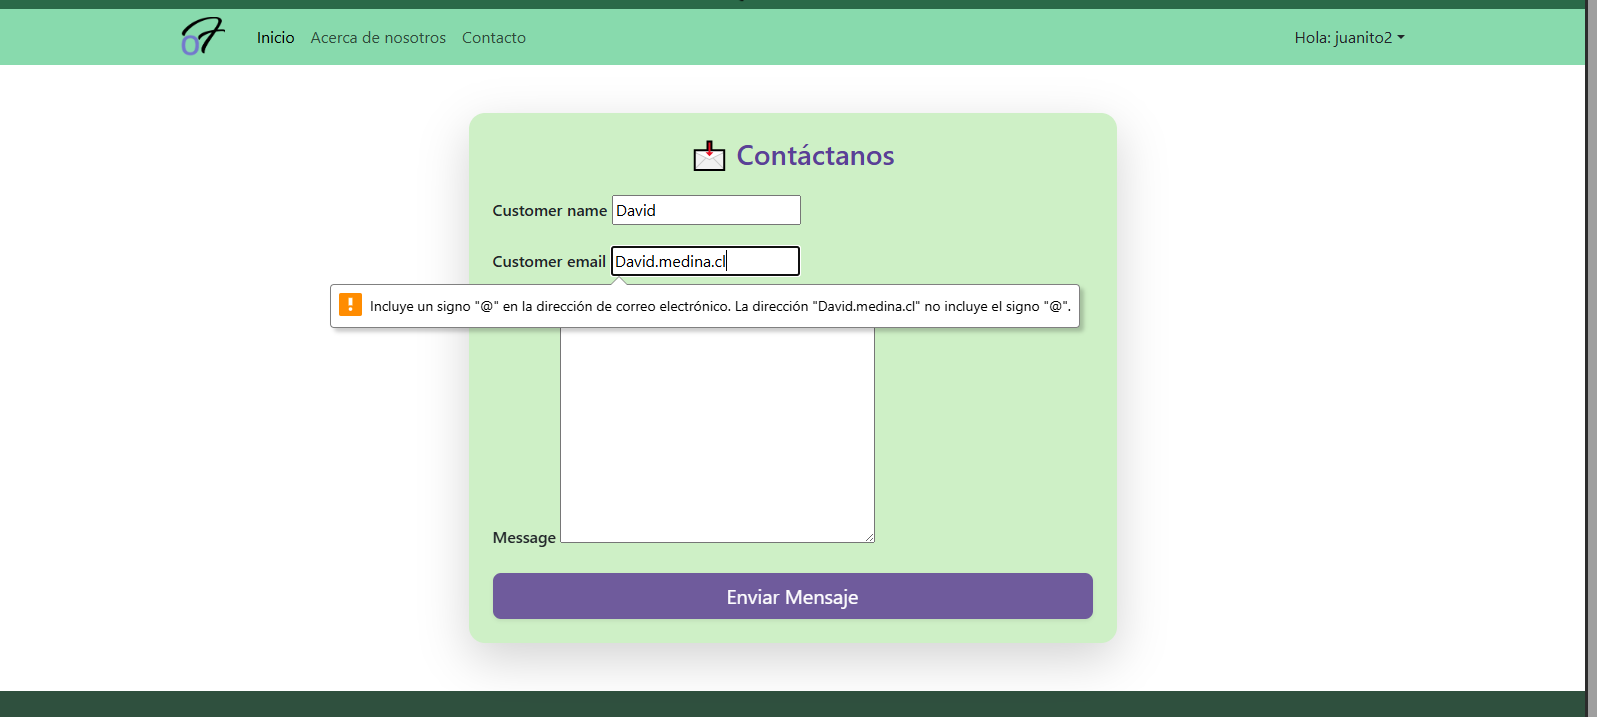 oF
Inicio Acerca de nosotros Contacto Hola: juanito2
Contáctanos
Customer name David
Customer email David.medina.cl
Incluye un signo "@" en la dirección de correo electrónico. La dirección "David.medina.cl" no incluye el signo "@".
Message
Enviar Mensaje